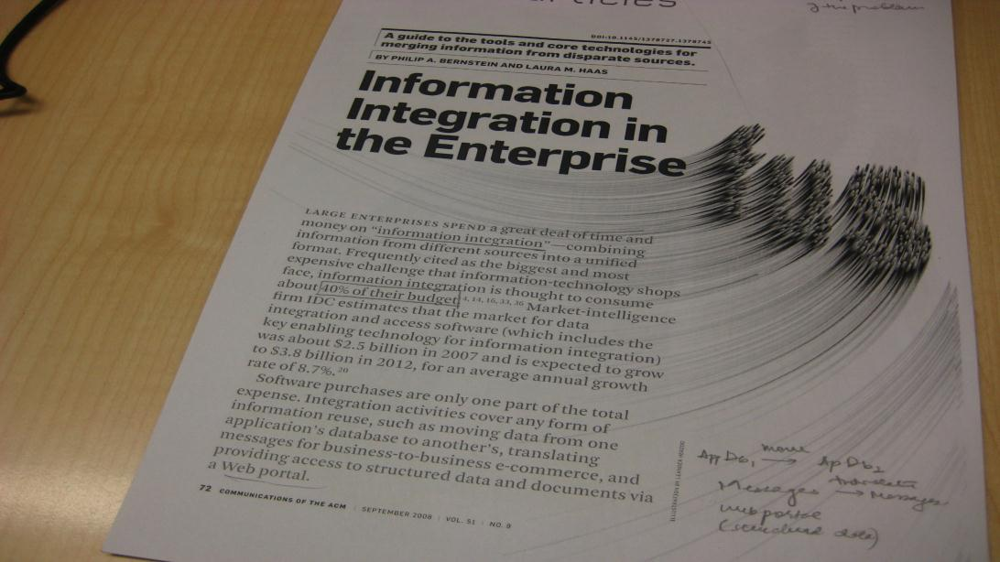 of the problem
DOI:10.1145/1378727.1378745
A guide to the tools and core technologies for
merging information from disparate sources.
BY PHILIP A. BERNSTEIN AND LAURA M. HAAS
Information
Integration in
the Enterprise
LARGE ENTERPRISES SPEND a great deal of time and
money on “information integration”—combining
information from different sources into a unified
format. Frequently cited as the biggest and most
expensive challenge that information-technology shops
face, information integration is thought to consume
about 40% of their budget. 4, 14, 16, 33, 36 Market-intelligence
firm IDC estimates that the market for data
integration and access software (which includes the
key enabling technology for information integration)
was about $2.5 billion in 2007 and is expected to grow
to $3.8 billion in 2012, for an average annual growth
rate of 8.7%.20
Software purchases are only one part of the total
expense. Integration activities cover any form of
information reuse, such as moving data from one
application’s database to another’s, translating
messages for business-to-business e-commerce, and
providing access to structured data and documents via
a Web portal.
72 COMMUNICATIONS OF THE ACM | SEPTEMBER 2008 | VOL. 51 | NO. 9
ILLUSTRATION BY LEANDER HERZOG
move
App Db1 → App Db2
translate
Messages → Messages
web portal
(structured data)